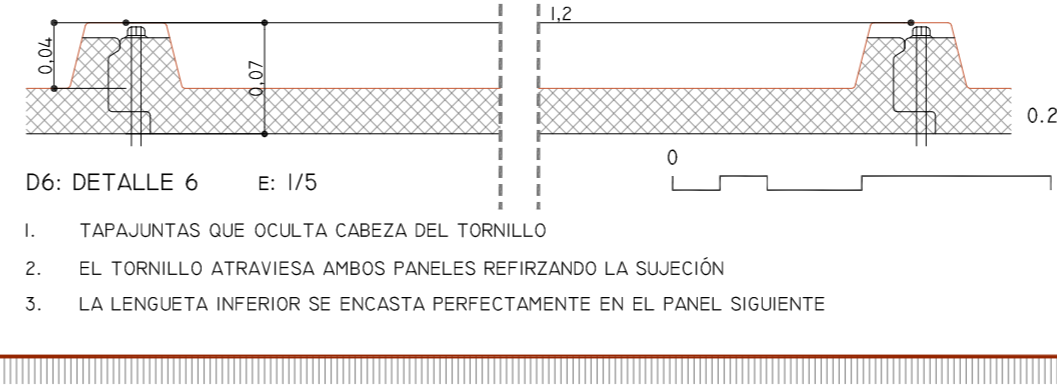 1,2
0,04
0,07
0.2
0
D6: DETALLE 6 E: 1/5
1. TAPAJUNTAS QUE OCULTA CABEZA DEL TORNILLO
2. EL TORNILLO ATRAVIESA AMBOS PANELES REFIRZANDO LA SUJECIÓN
3. LA LENGUETA INFERIOR SE ENCASTA PERFECTAMENTE EN EL PANEL SIGUIENTE